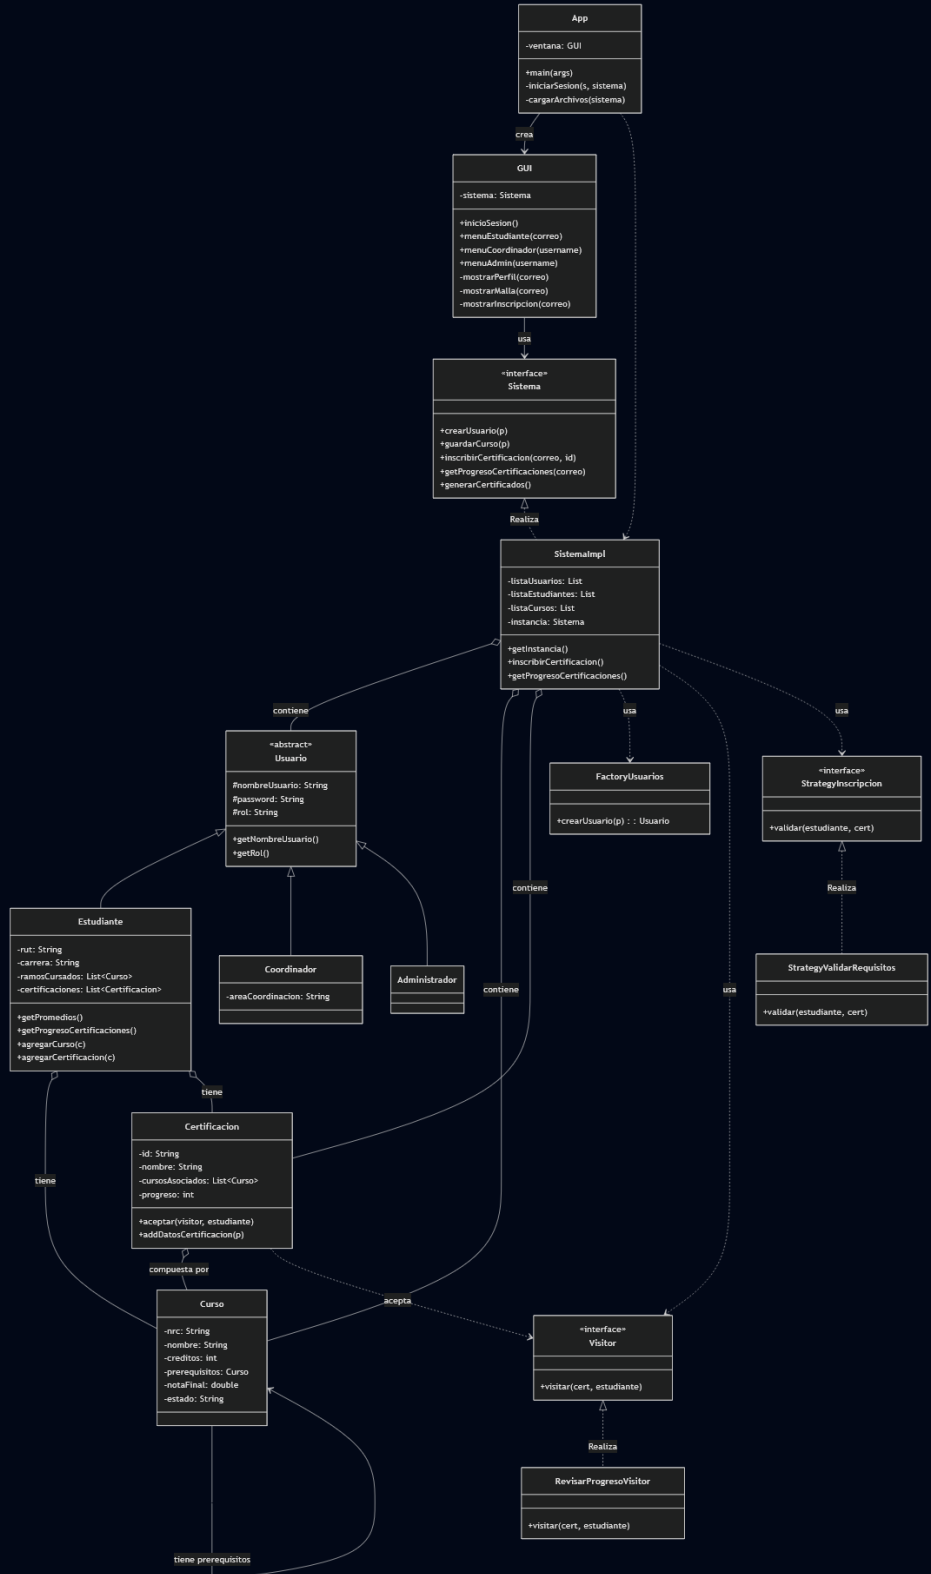 App
-ventana: GUI
+main(args)
-iniciarSesion(s, sistema)
-cargarArchivos(sistema)
crea
GUI
-sistema: Sistema
+inicioSesion()
+menuEstudiante(correo)
+menuCoordinador(username)
+menuAdmin(username)
-mostrarPerfil(correo)
-mostrarMalla(correo)
-mostrarInscripcion(correo)
usa
«interface»
Sistema
+crearUsuario(p)
+guardarCurso(p)
+inscribirCertificacion(correo, id)
+getProgresoCertificaciones(correo)
+generarCertificados()
Realiza
SistemaImpl
-listaUsuarios: List
-listaEstudiantes: List
-listaCursos: List
-instancia: Sistema
+getInstancia()
+inscribirCertificacion()
+getProgresoCertificaciones()
contiene
usa
usa
«abstract»
Usuario
#nombreUsuario: String
#password: String
#rol: String
+getNombreUsuario()
+getRol()
FactoryUsuarios
+crearUsuario(p) : : Usuario
«interface»
StrategyInscripcion
+validar(estudiante, cert)
contiene
Realiza
Estudiante
-rut: String
-carrera: String
-ramosCursados: List<Curso>
-certificaciones: List<Certificacion>
+getPromedios()
+getProgresoCertificaciones()
+agregarCurso(c)
+agregarCertificacion(c)
Coordinador
-areaCoordinacion: String
Administrador
contiene
usa
StrategyValidarRequisitos
+validar(estudiante, cert)
tiene
Certificacion
-id: String
-nombre: String
-cursosAsociados: List<Curso>
-progreso: int
+aceptar(visitor, estudiante)
+addDatosCertificacion(p)
tiene
compuesta por
acepta
Curso
-nrc: String
-nombre: String
-creditos: int
-prerequisitos: Curso
-notaFinal: double
-estado: String
«interface»
Visitor
+visitar(cert, estudiante)
Realiza
RevisarProgresoVisitor
+visitar(cert, estudiante)
tiene prerequisitos